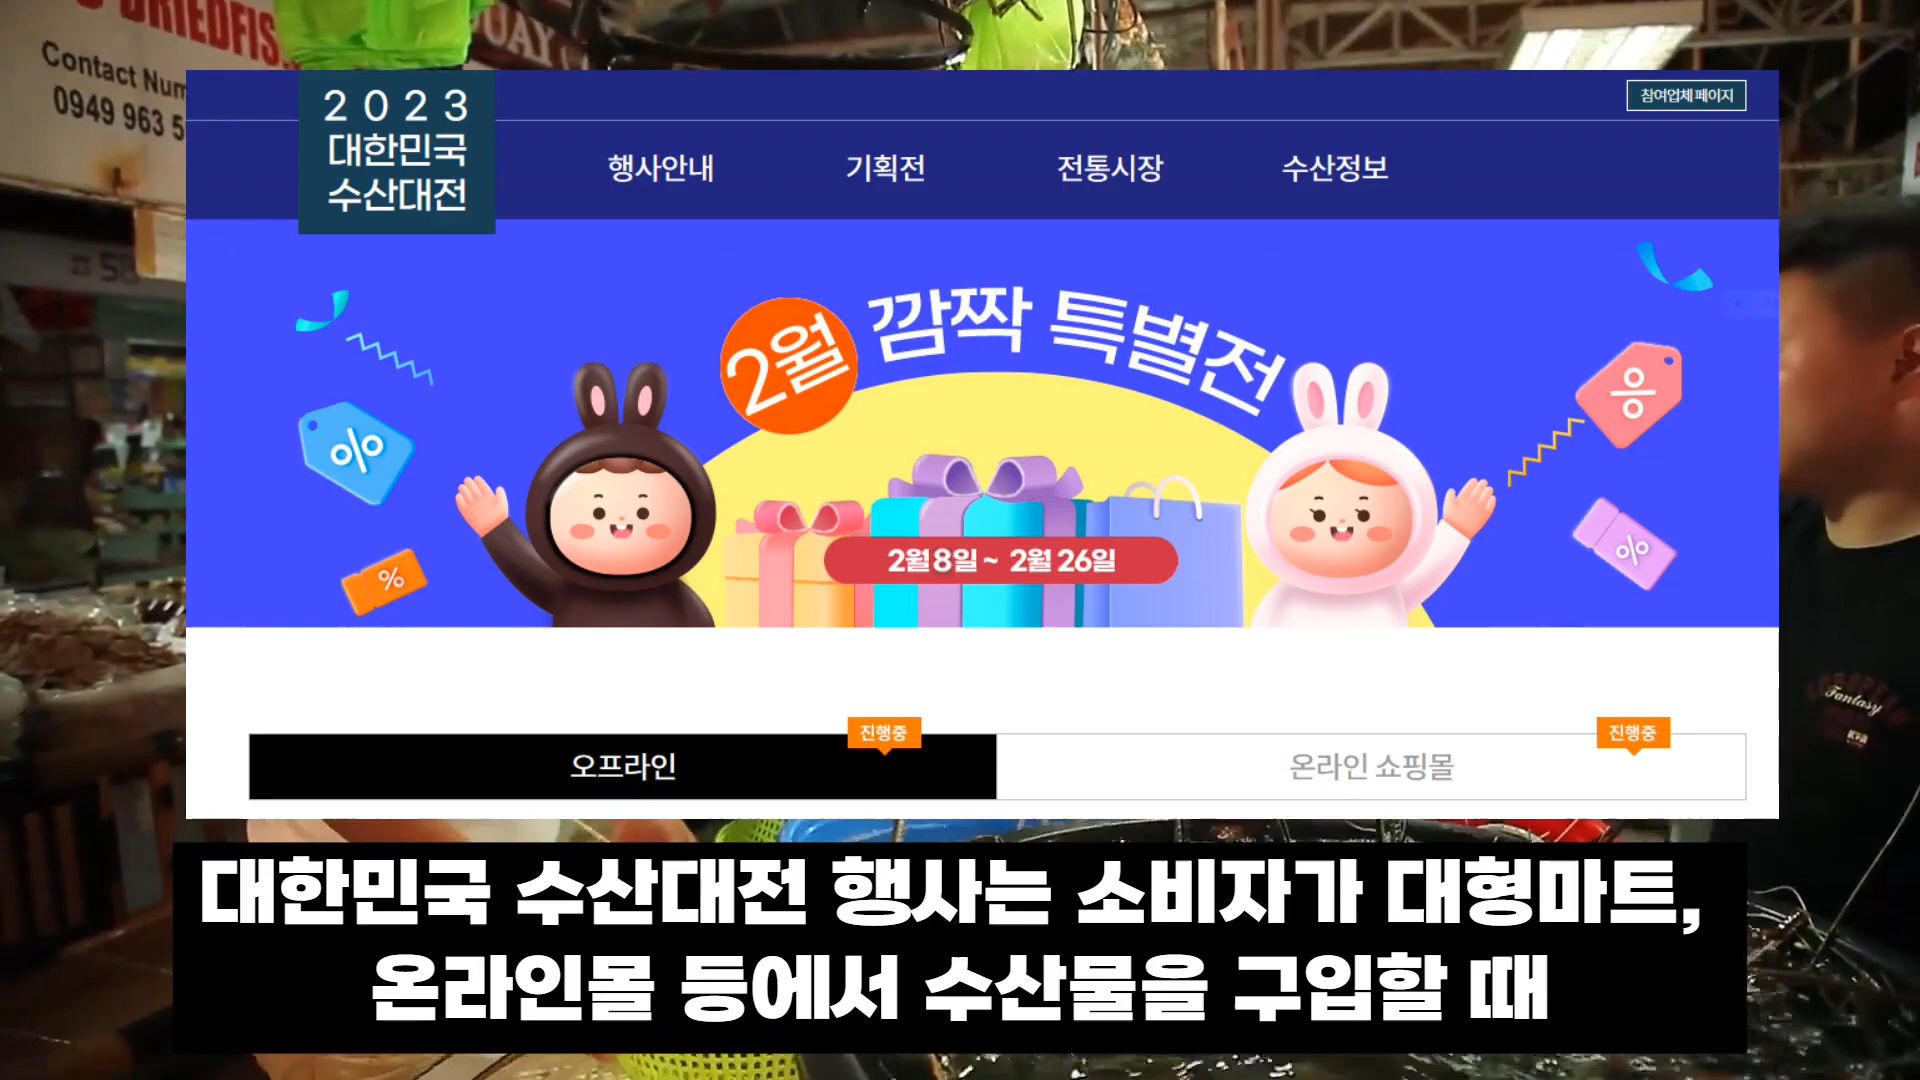 DRIEDFIS
Contact Num
0949 963 5
2023
대한민국
수산대전
참여업체 페이지
행사안내
기획전
전통시장
수산정보
2월 깜짝 특별전
%
%
%
%
2월 8일 ~ 2월 26일
진행중
오프라인
진행중
온라인 쇼핑몰
Fantasy
대한민국 수산대전 행사는 소비자가 대형마트,
온라인몰 등에서 수산물을 구입할 때